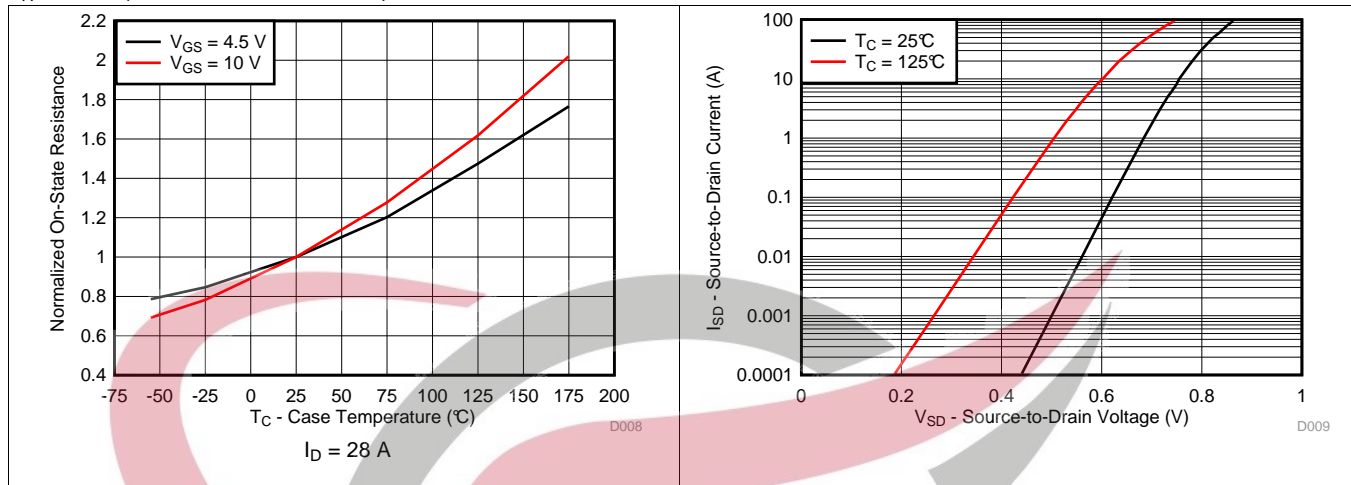 V_GS = 4.5 V
V_GS = 10 V
Normalized On-State Resistance
2
1.8
1.6
1.4
1.2
1
0.8
0.6
0.4
-75 -50 -25 0 25 50 75 100 125 150 175 200
T_C - Case Temperature (°C)
D008
I_D = 28 A
T_C = 25°C
T_C = 125°C
I_SD - Source-to-Drain Current (A)
100
10
1
0.1
0.01
0.001
0.0001
0 0.2 0.4 0.6 0.8 1
V_SD - Source-to-Drain Voltage (V)
D009